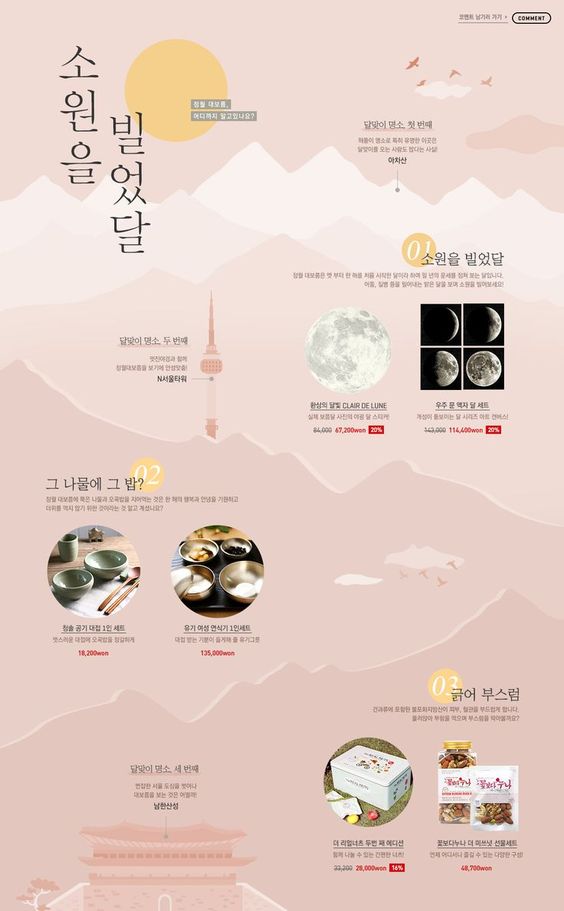 코멘트 남기러 가기 >
COMMENT
소원을
빌었달
정월 대보름,
어디까지 알고있나요?
달맞이 명소, 첫 번째
해돋이 명소로 특히 유명한 이곳은
달맞이를 오는 사람도 많다는 사실!
아차산
01
소원을 빌었달
정월 대보름은 옛 부터 한 해를 처음 시작한 달이라 하여 일 년의 운세를 점쳐 보는 달입니다.
어둠, 질병 등을 밀어내는 밝은 달을 보며 소원을 빌어보세요!
달맞이 명소, 두 번째
멋진야경과 함께
정월대보름을 보기에 안성맞춤!
N서울타워
환상의 달빛 CLAIR DE LUNE
실제 보름달 사진의 야광 달 스티커!
84,000 67,200won 20%
우주 문 액자 달 세트
개성이 돋보이는 달 시리즈 아트 캔버스!
143,000 114,400won 20%
02
그 나물에 그 밥?
정월 대보름에 묵은 나물과 오곡밥을 지어먹는 것은 한 해의 행복과 안녕을 기원하고
더위를 먹지 않기 위한 것이라는 것 알고 계셨나요?
청솔 공기 대접 1인 세트
멋스러운 대접에 오곡밥을 정갈하게
18,200won
유기 여성 연식기 1인세트
대접 받는 기분이 들게해 줄 유기그릇
135,000won
03
긁어 부스럼
견과류에 포함된 불포화지방산이 피부, 혈관을 부드럽게 합니다.
둘러앉아 부럼을 먹으며 부스럼을 막아볼까요?
달맞이 명소, 세 번째
번잡한 서울 도심을 벗어나
대보름을 보는 것은 어떨까!
남한산성
더 리얼너츠 두번 째 에디션
함께 나눌 수 있는 간편한 너츠!
33,200 28,000won 16%
꽃보다누나 더 미쓰넛 선물세트
언제 어디서나 즐길 수 있는 다양한 구성!
48,700won
꽃보다누나